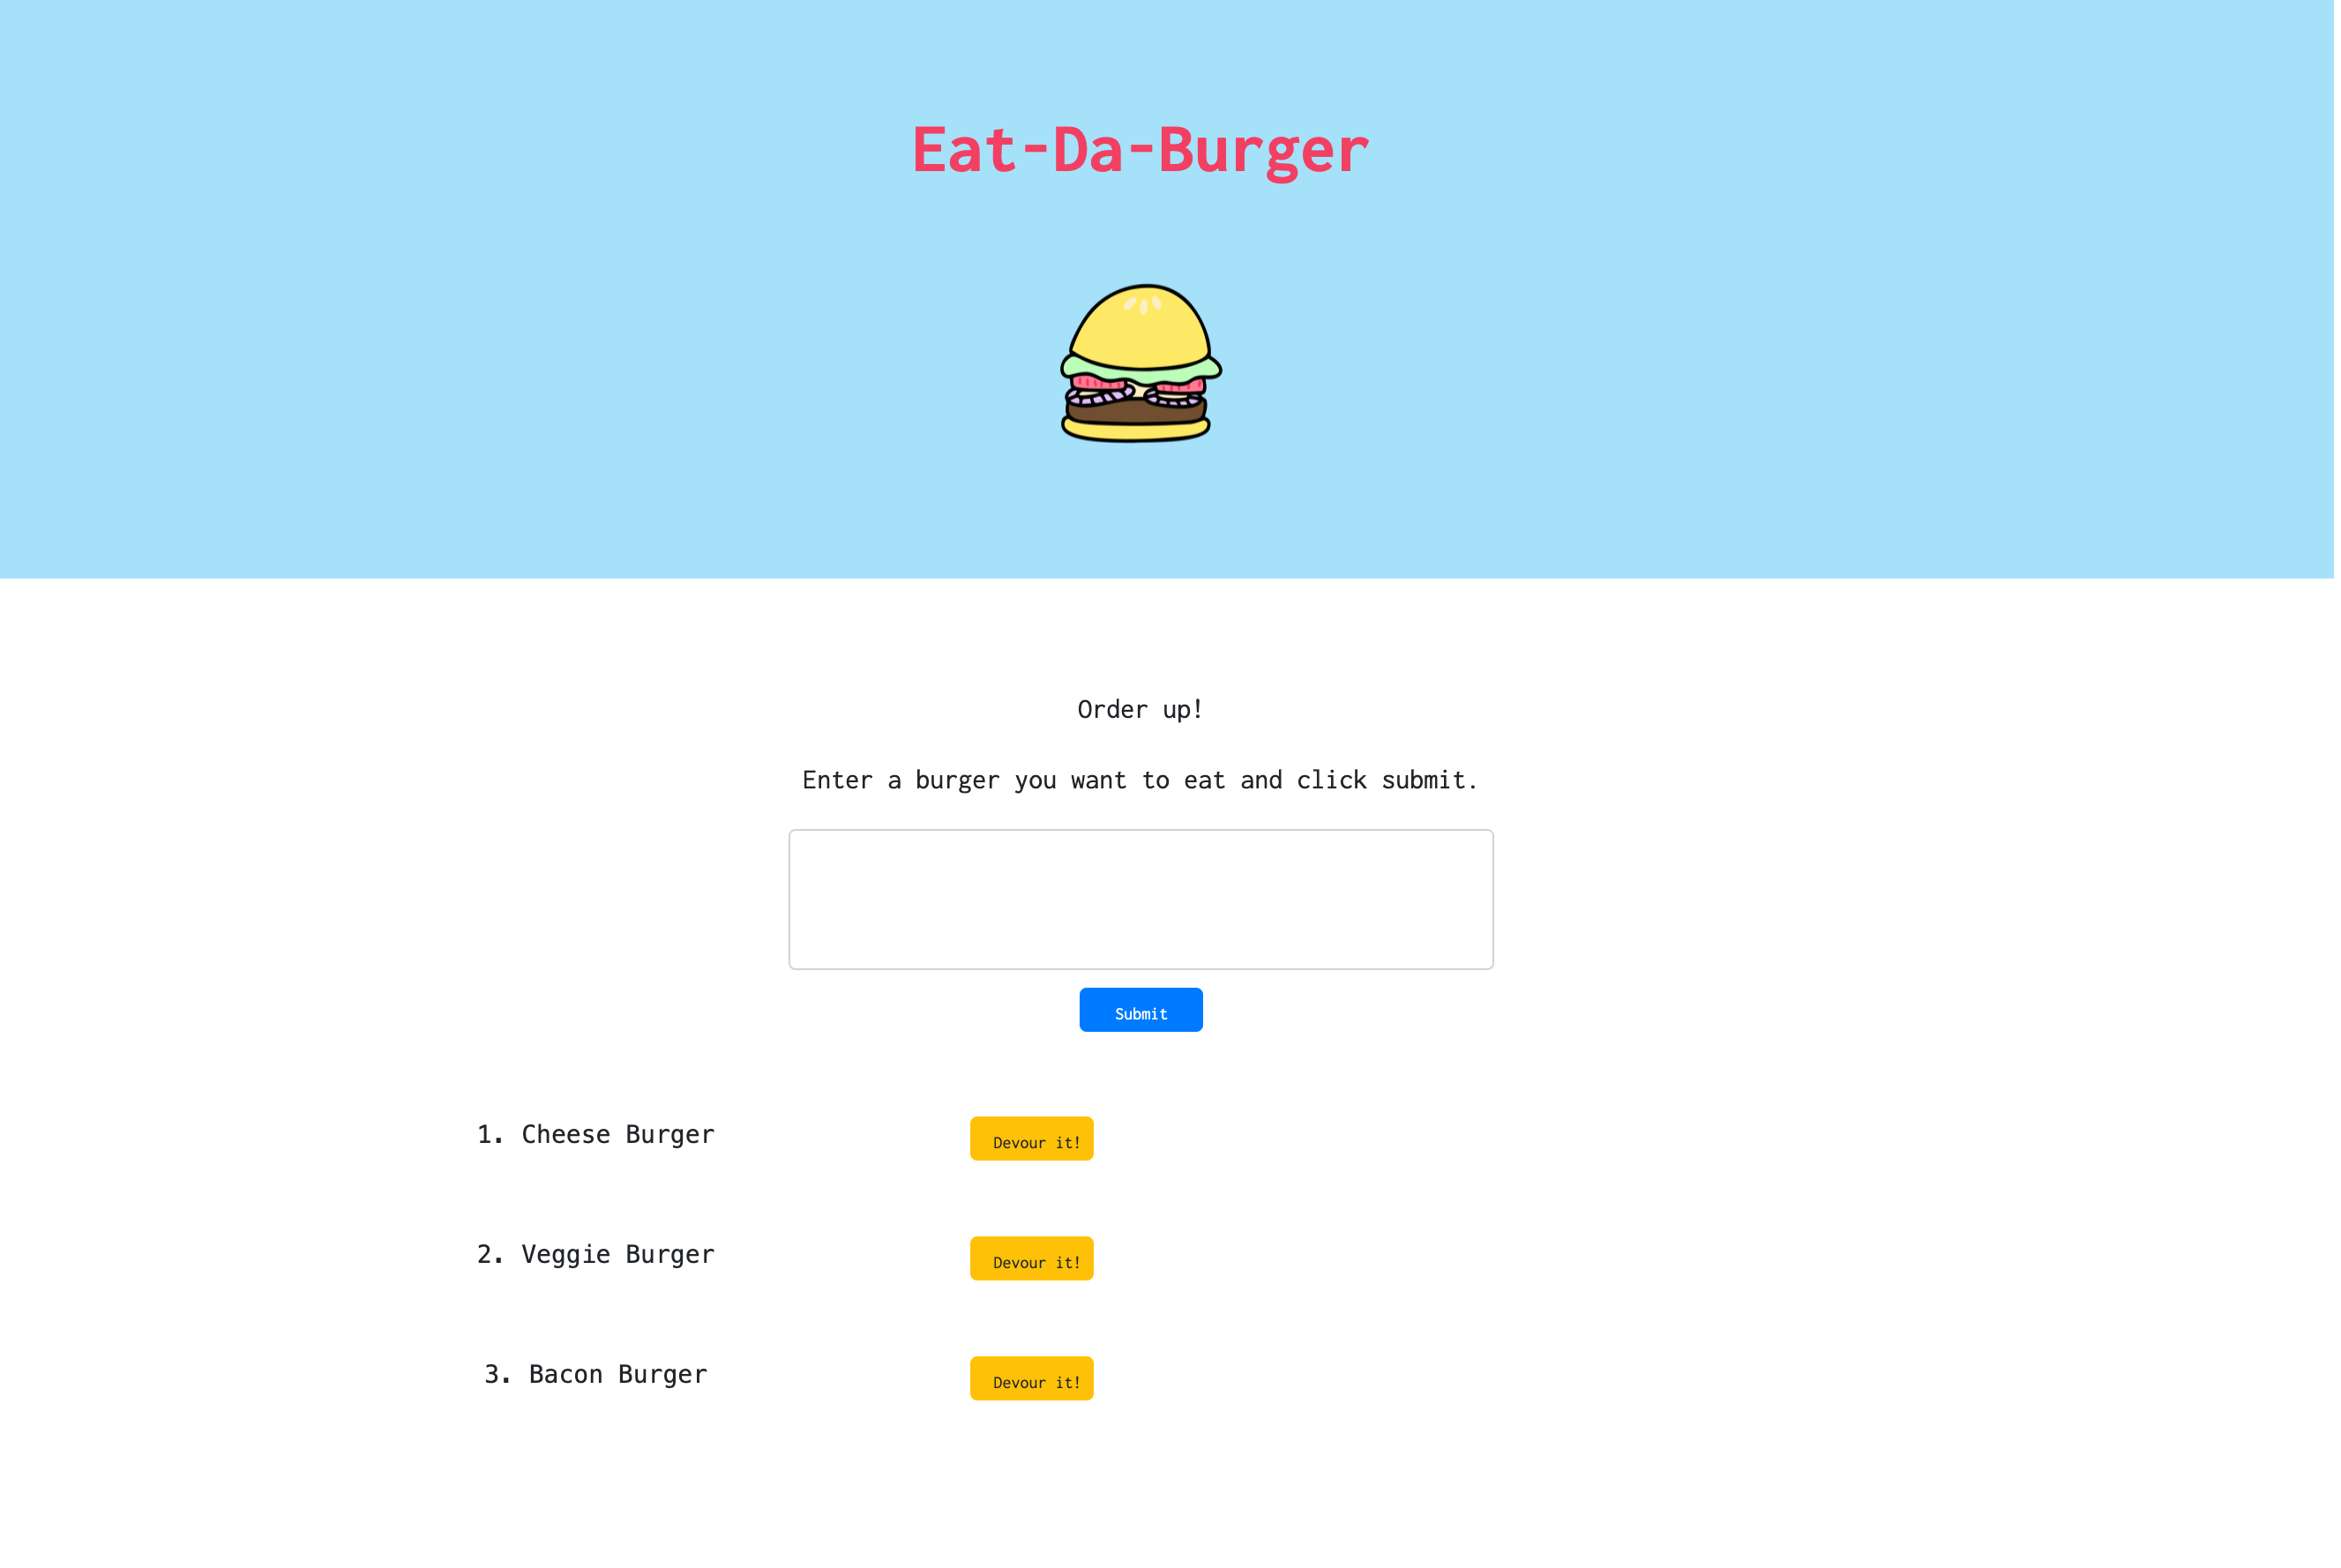 Eat-Da-Burger
Order up!
Enter a burger you want to eat and click submit.
Submit
1. Cheese Burger
Devour it!
2. Veggie Burger
Devour it!
3. Bacon Burger
Devour it!